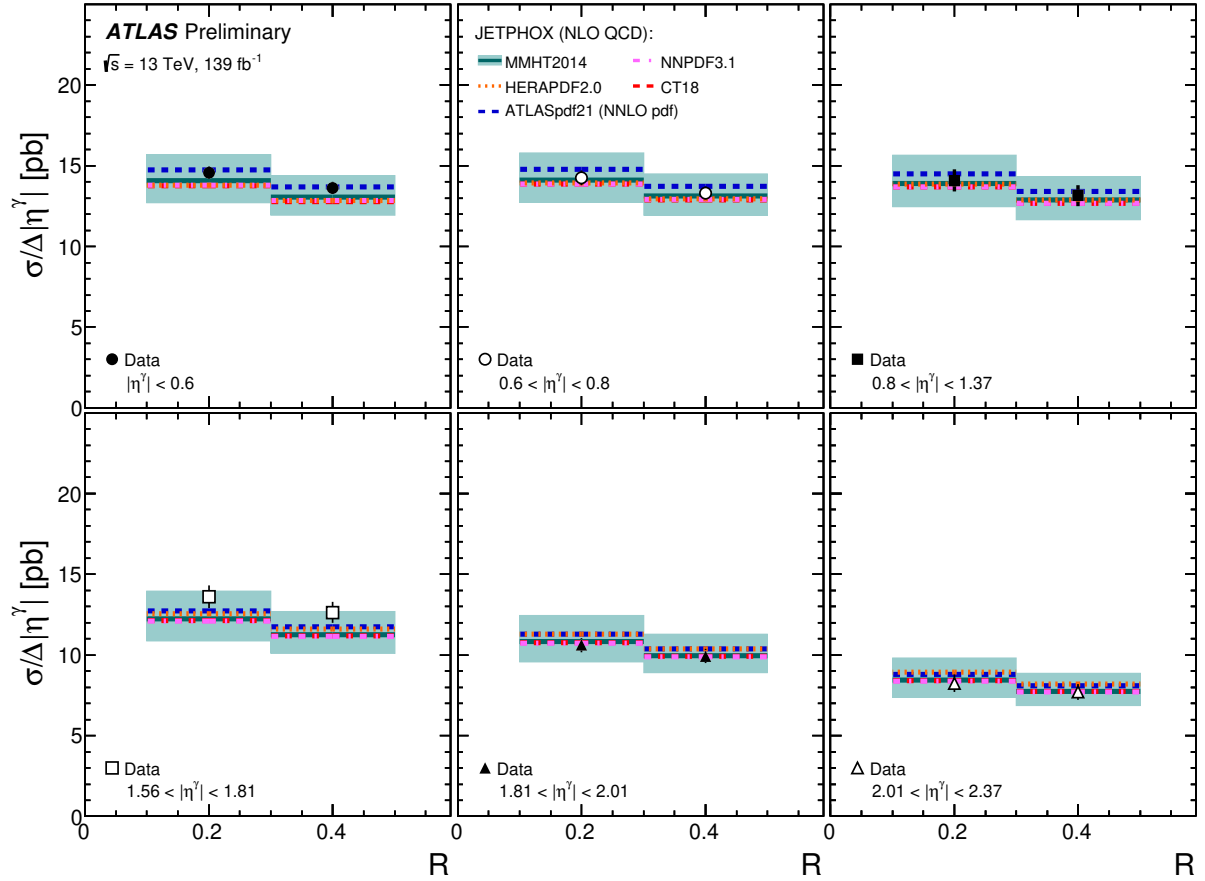 ATLAS Preliminary
√s = 13 TeV, 139 fb⁻¹
JETPHOX (NLO QCD):
MMHT2014
NNPDF3.1
HERAPDF2.0
CT18
ATLASpdf21 (NNLO pdf)
σ/Δ|η^γ| [pb]
20
15
10
5
0
Data
|η^γ| < 0.6
Data
0.6 < |η^γ| < 0.8
Data
0.8 < |η^γ| < 1.37
σ/Δ|η^γ| [pb]
20
15
10
5
0
Data
1.56 < |η^γ| < 1.81
Data
1.81 < |η^γ| < 2.01
Data
2.01 < |η^γ| < 2.37
0 0.2 0.4
0 0.2 0.4
0 0.2 0.4
R
R
R